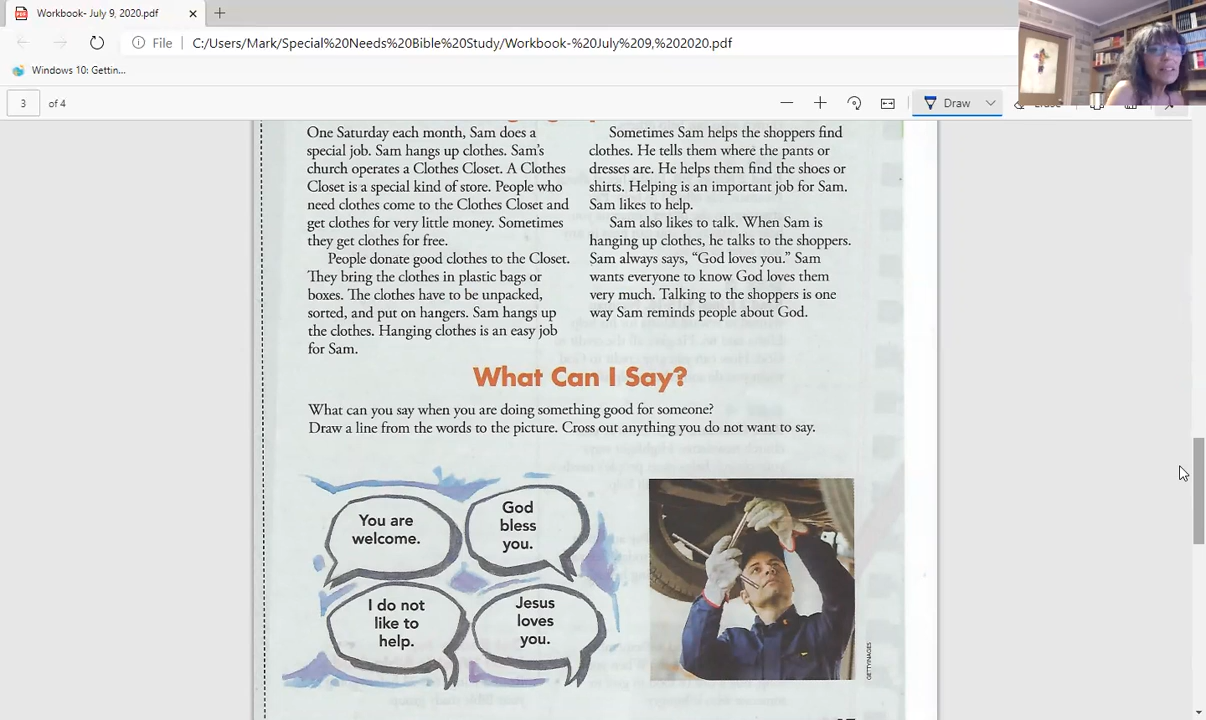 Workbook- July 9, 2020.pdf
File
C:/Users/Mark/Special%20Needs%20Bible%20Study/Workbook-%20July%209,%202020.pdf
Windows 10: Gettin...
3 of 4
Draw
One Saturday each month, Sam does a
special job. Sam hangs up clothes. Sam's
church operates a Clothes Closet. A Clothes
Closet is a special kind of store. People who
need clothes come to the Clothes Closet and
get clothes for very little money. Sometimes
they get clothes for free.
People donate good clothes to the Closet.
They bring the clothes in plastic bags or
boxes. The clothes have to be unpacked,
sorted, and put on hangers. Sam hangs up
the clothes. Hanging clothes is an easy job
for Sam.
Sometimes Sam helps the shoppers find
clothes. He tells them where the pants or
dresses are. He helps them find the shoes or
shirts. Helping is an important job for Sam.
Sam likes to help.
Sam also likes to talk. When Sam is
hanging up clothes, he talks to the shoppers.
Sam always says, “God loves you.” Sam
wants everyone to know God loves them
very much. Talking to the shoppers is one
way Sam reminds people about God.
What Can I Say?
What can you say when you are doing something good for someone?
Draw a line from the words to the picture. Cross out anything you do not want to say.
You are
welcome.
God
bless
you.
I do not
like to
help.
Jesus
loves
you.
GETTYIMAGES